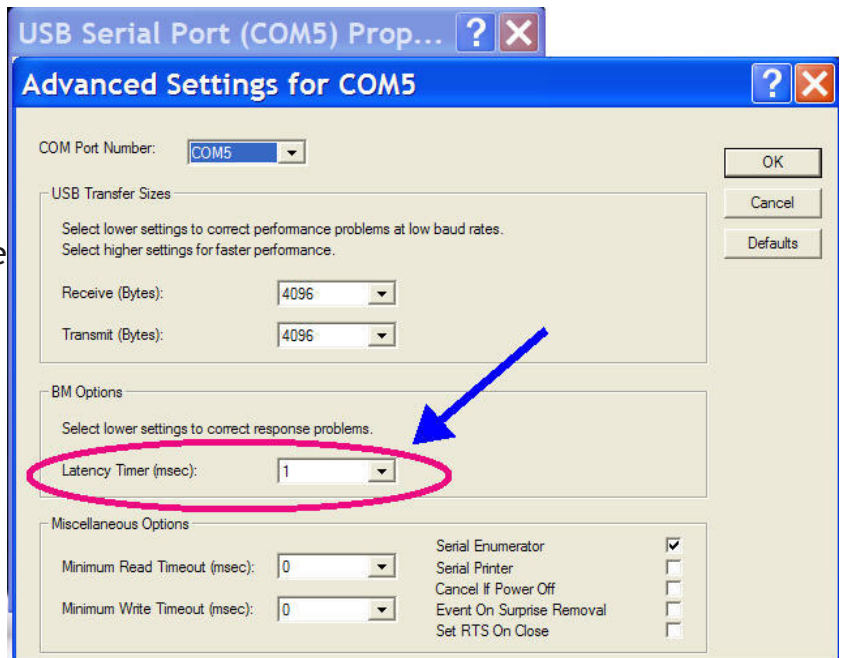 USB Serial Port (COM5) Prop...
Advanced Settings for COM5
COM Port Number: COM5
OK
Cancel
Defaults
USB Transfer Sizes
Select lower settings to correct performance problems at low baud rates.
Select higher settings for faster performance.
e
Receive (Bytes): 4096
Transmit (Bytes): 4096
BM Options
Select lower settings to correct response problems.
Latency Timer (msec): 1
Miscellaneous Options
Minimum Read Timeout (msec): 0
Minimum Write Timeout (msec): 0
Serial Enumerator
Serial Printer
Cancel If Power Off
Event On Surprise Removal
Set RTS On Close